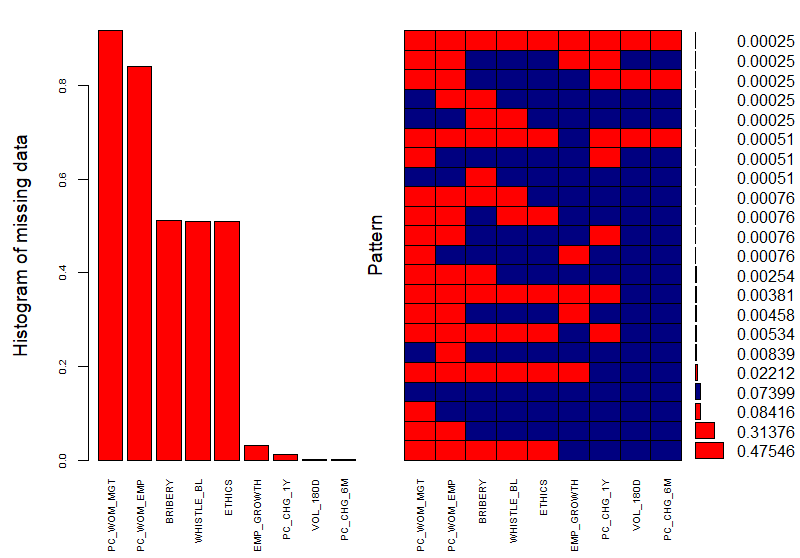 Histogram of missing data
0.0
0.2
0.4
0.6
0.8
PC_WOM_MGT
PC_WOM_EMP
BRIBERY
WHISTLE_BL
ETHICS
EMP_GROWTH
PC_CHG_1Y
VOL_180D
PC_CHG_6M
Pattern
PC_WOM_MGT
PC_WOM_EMP
BRIBERY
WHISTLE_BL
ETHICS
EMP_GROWTH
PC_CHG_1Y
VOL_180D
PC_CHG_6M
0.00025
0.00025
0.00025
0.00025
0.00025
0.00051
0.00051
0.00051
0.00076
0.00076
0.00076
0.00076
0.00254
0.00381
0.00458
0.00534
0.00839
0.02212
0.07399
0.08416
0.31376
0.47546